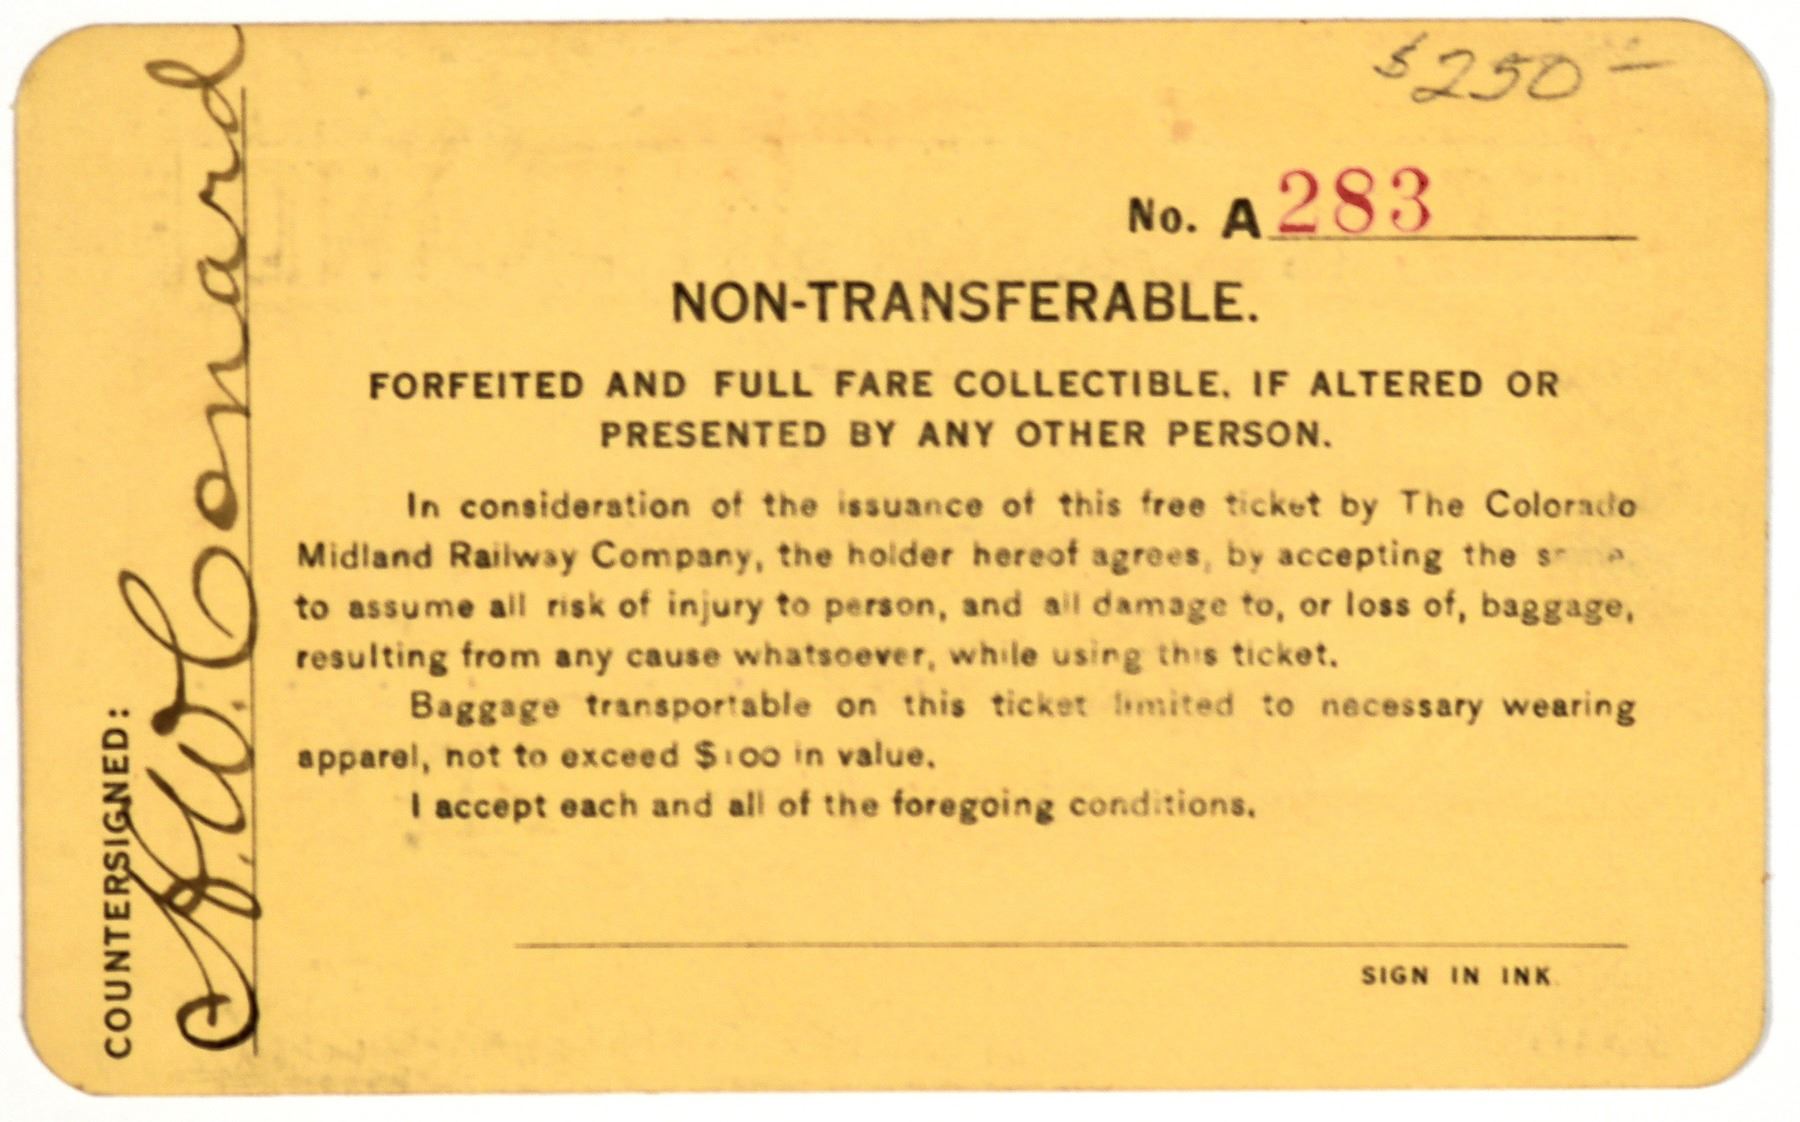 $250 —
No. A 283
NON-TRANSFERABLE.
FORFEITED AND FULL FARE COLLECTIBLE, IF ALTERED OR
PRESENTED BY ANY OTHER PERSON.
In consideration of the issuance of this free ticket by The Colorado
Midland Railway Company, the holder hereof agrees, by accepting the
to assume all risk of injury to person, and all damage to, or loss of, baggage,
resulting from any cause whatsoever, while using this ticket.
Baggage transportable on this ticket limited to necessary wearing
apparel, not to exceed $100 in value.
I accept each and all of the foregoing conditions.
SIGN IN INK.
COUNTERSIGNED:
W. Conard